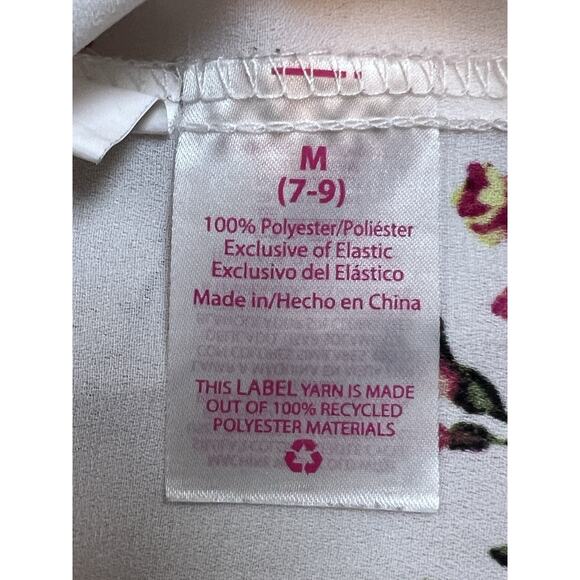 M
(7-9)
100% Polyester/Poliéster
Exclusive of Elastic
Exclusivo del Elástico
Made in/Hecho en China
THIS LABEL YARN IS MADE
OUT OF 100% RECYCLED
POLYESTER MATERIALS